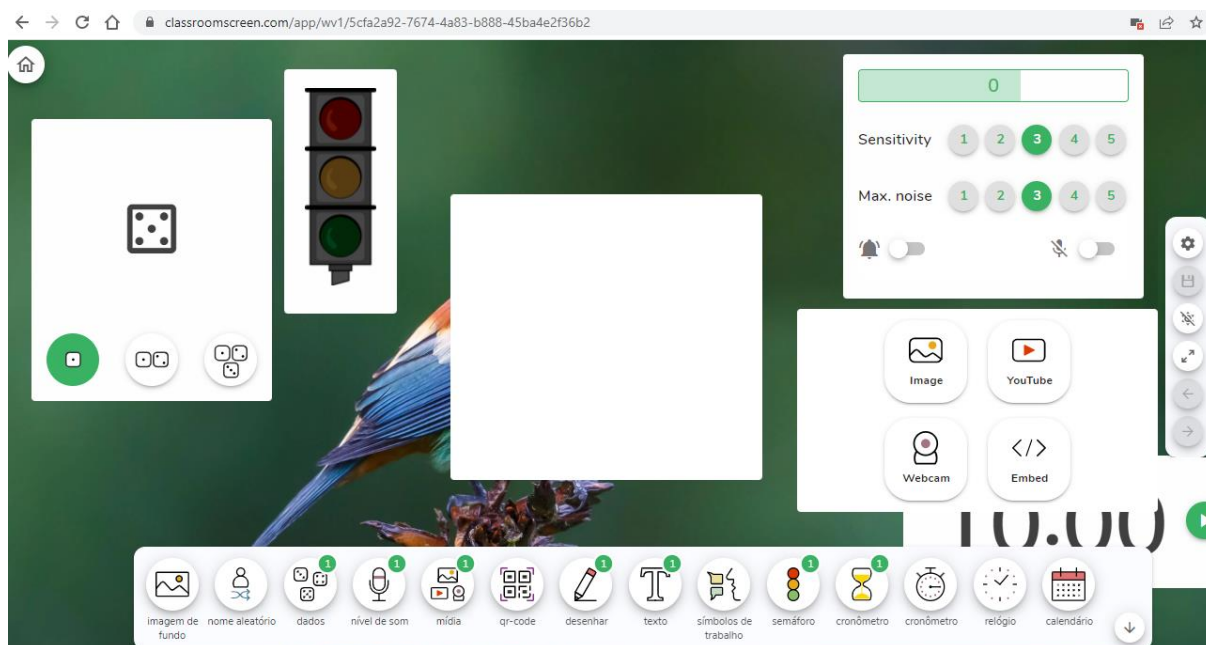 classroomscreen.com/app/wv1/5cfa2a92-7674-4a83-b888-45ba4e2f36b2
0
Sensitivity 1 2 3 4 5
Max. noise 1 2 3 4 5
Image YouTube
Webcam Embed
10:00
1 1 1 1 1 1 1
imagem de fundo
nome aleatório
dados
nível de som
mídia
qr-code
desenhar
texto
símbolos de trabalho
semáforo
cronômetro
cronômetro
relógio
calendário